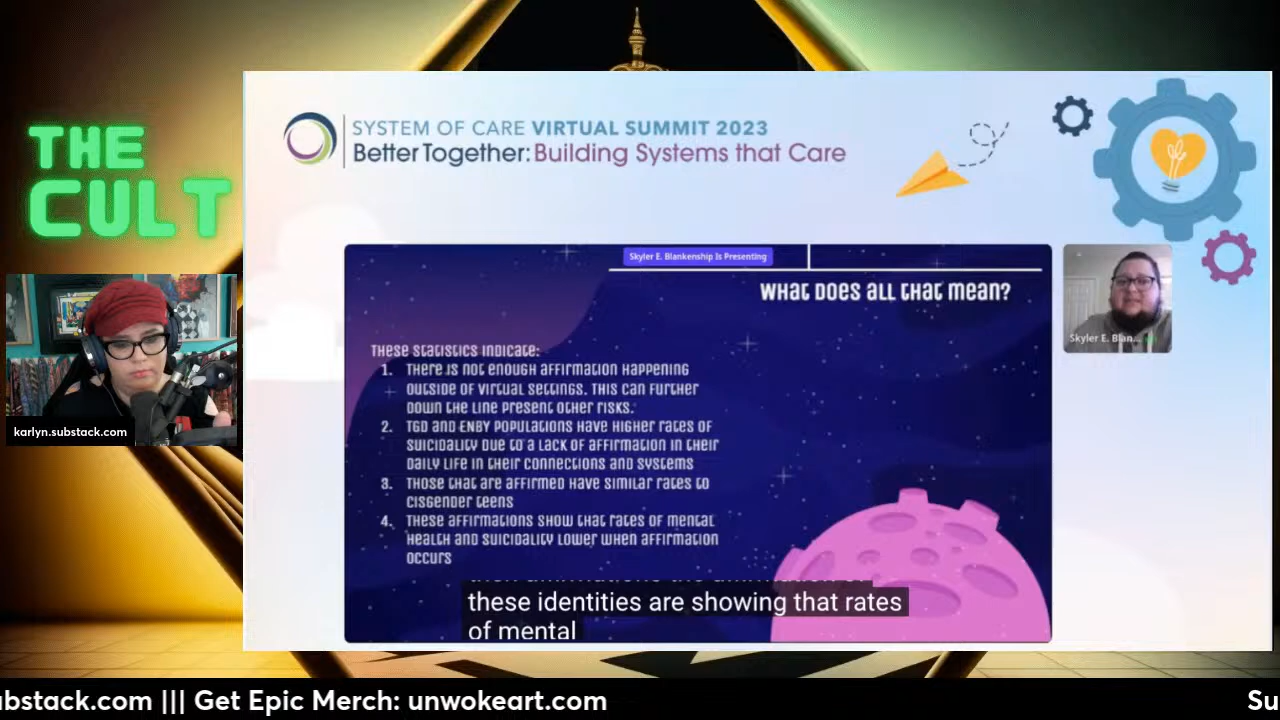 THE
CULT
karlyn.substack.com
SYSTEM OF CARE VIRTUAL SUMMIT 2023
Better Together: Building Systems that Care
Skyler E. Blankenship Is Presenting
What does all that mean?
These statistics indicate:
1. There is not enough affirmation happening
outside of virtual settings. This can further
down the line present other risks.
2. TGD and ENBY populations have higher rates of
suicidality due to a lack of affirmation in their
daily life in their connections and systems
3. Those that are affirmed have similar rates to
cisgender teens
4. These affirmations show that rates of mental
health and suicidality lower when affirmation
occurs
these identities are showing that rates
of mental
Skyler E. Blan...
ubstack.com ||| Get Epic Merch: unwokeart.com
Su